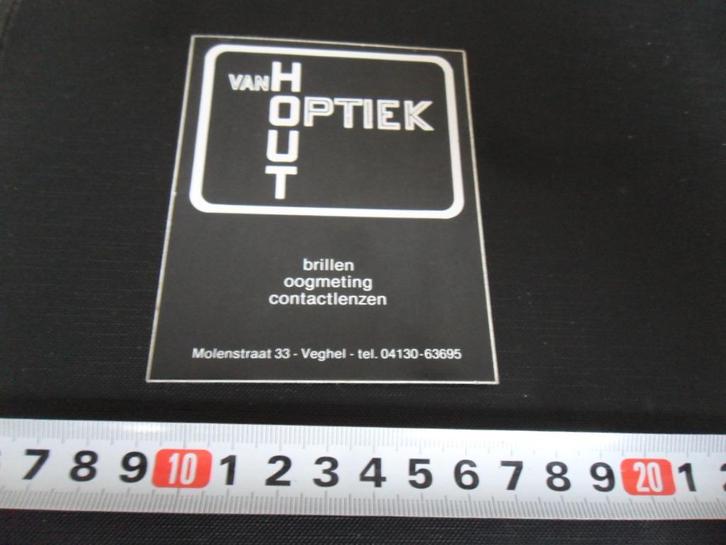 VAN HOUT
OPTIEK
brillen
oogmeting
contactlenzen
Molenstraat 33 - Veghel - tel. 04130-63695
7 8 9 10 1 2 3 4 5 6 7 8 9 20 1